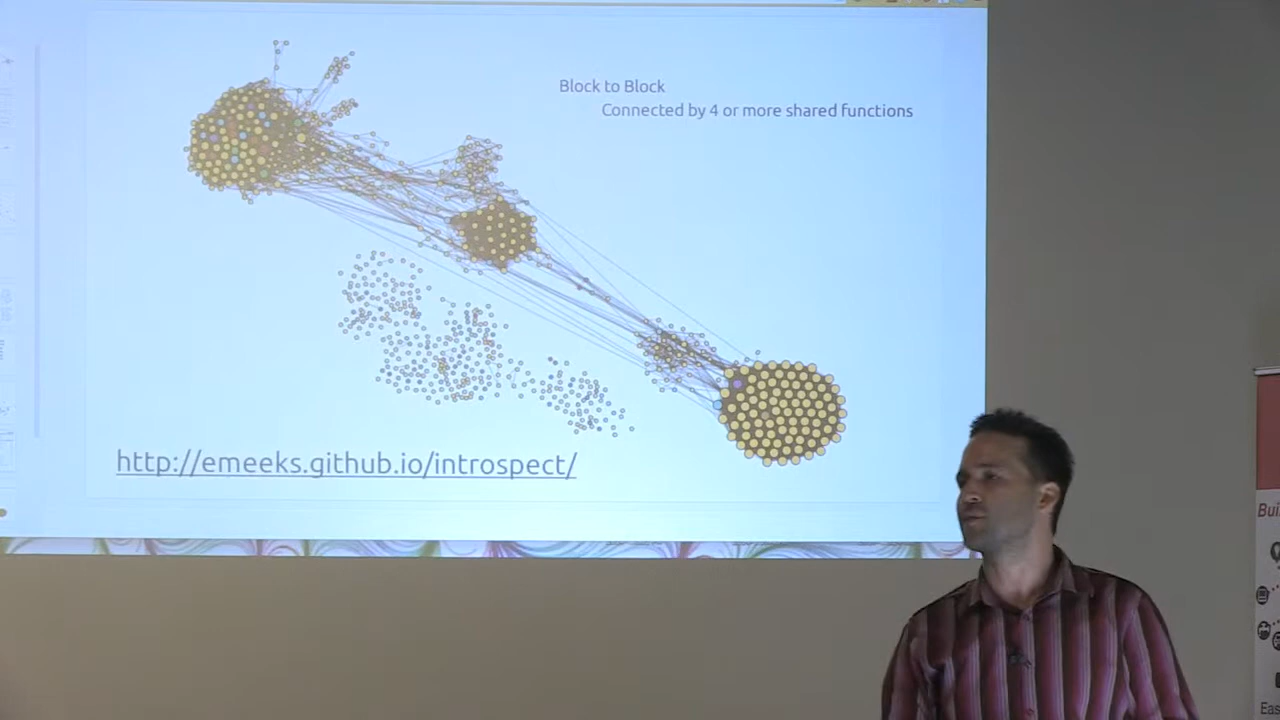 Block to Block
Connected by 4 or more shared functions
http://emeeks.github.io/introspect/